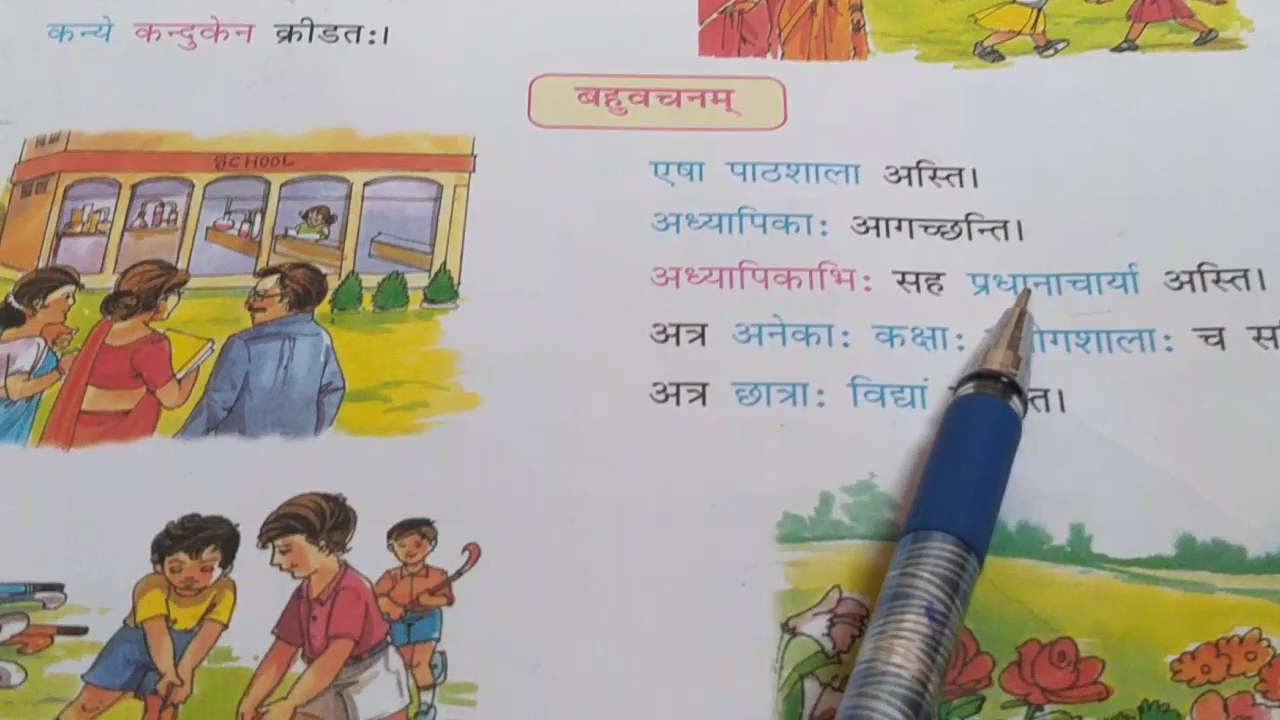 कन्ये कन्दुकेन क्रीडतः।
बहुवचनम्
SCHOOL
एषा पाठशाला अस्ति।
अध्यापिकाः आगच्छन्ति।
अध्यापिकाभिः सह प्रधानाचार्या अस्ति।
अत्र अनेकाः कक्षाः च
अत्र छात्राः विद्यां